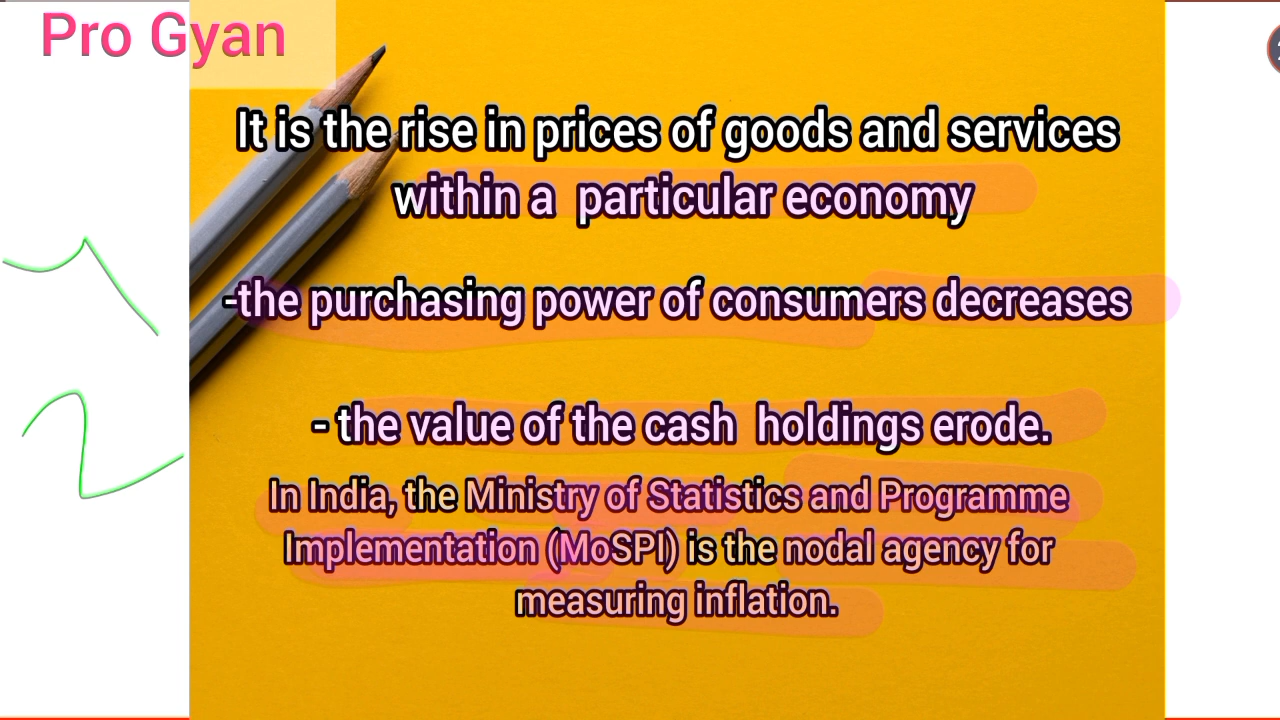 Pro Gyan
It is the rise in prices of goods and services
within a particular economy
-the purchasing power of consumers decreases
- the value of the cash holdings erode.
In India, the Ministry of Statistics and Programme
Implementation (MoSPI) is the nodal agency for
measuring inflation.